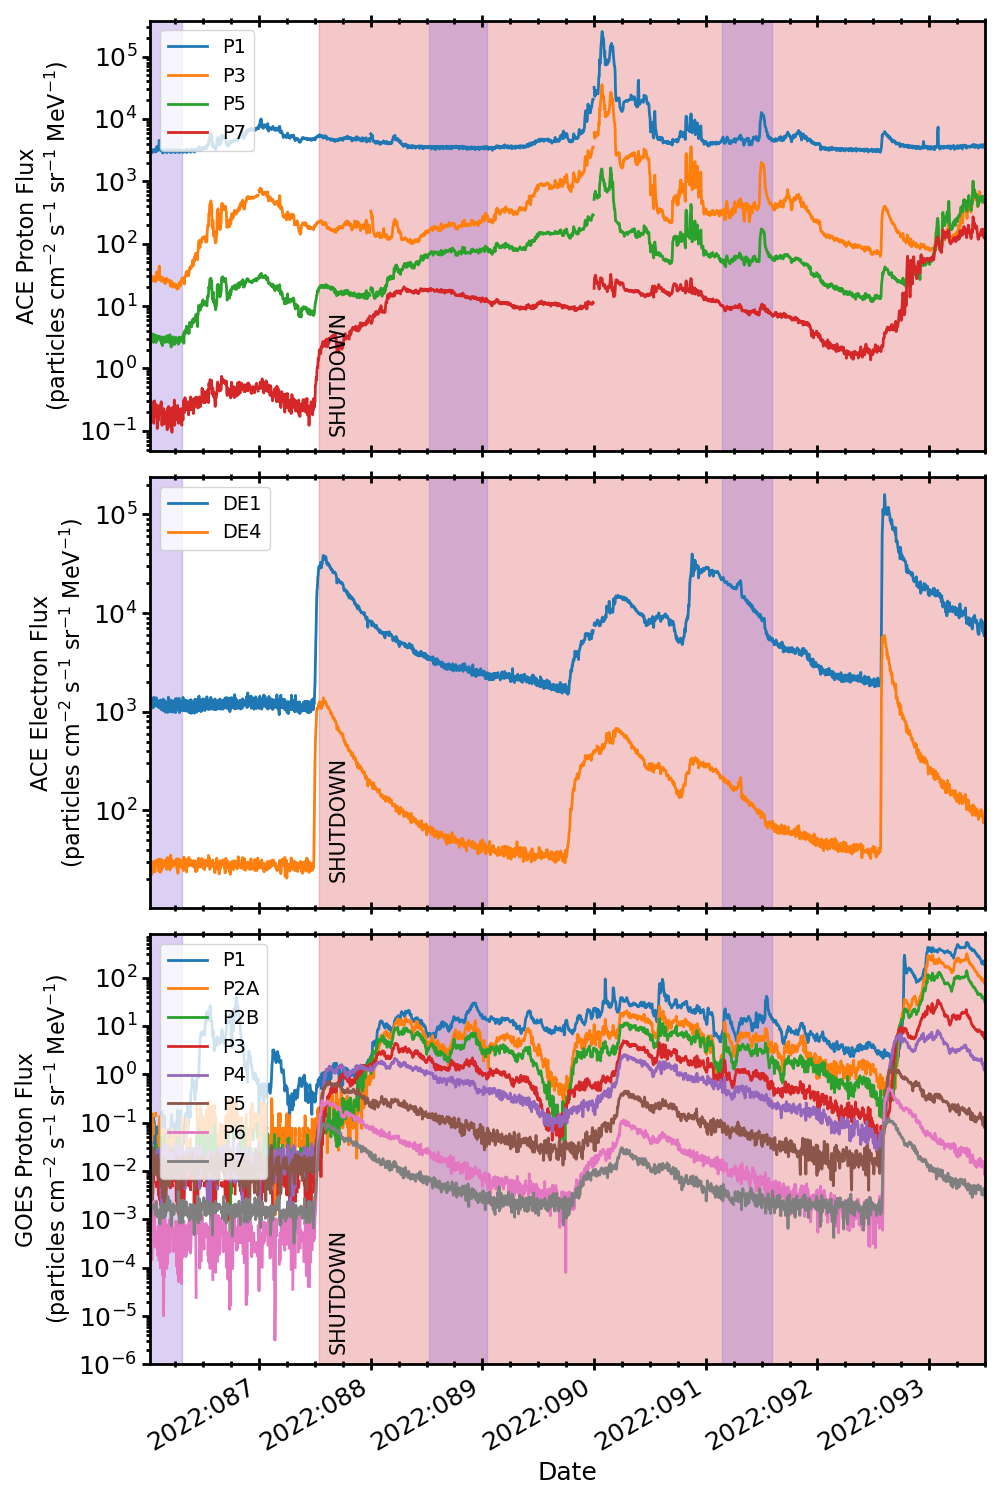 ACE Proton Flux
(particles cm⁻² s⁻¹ sr⁻¹ MeV⁻¹)
10⁵
10⁴
10³
10²
10¹
10⁰
10⁻¹
P1
P3
P5
P7
SHUTDOWN
ACE Electron Flux
(particles cm⁻² s⁻¹ sr⁻¹ MeV⁻¹)
10⁵
10⁴
10³
10²
DE1
DE4
SHUTDOWN
GOES Proton Flux
(particles cm⁻² s⁻¹ sr⁻¹ MeV⁻¹)
10²
10¹
10⁰
10⁻¹
10⁻²
10⁻³
10⁻⁴
10⁻⁵
10⁻⁶
P1
P2A
P2B
P3
P4
P5
P6
P7
SHUTDOWN
2022:087
2022:088
2022:089
2022:090
2022:091
2022:092
2022:093
Date